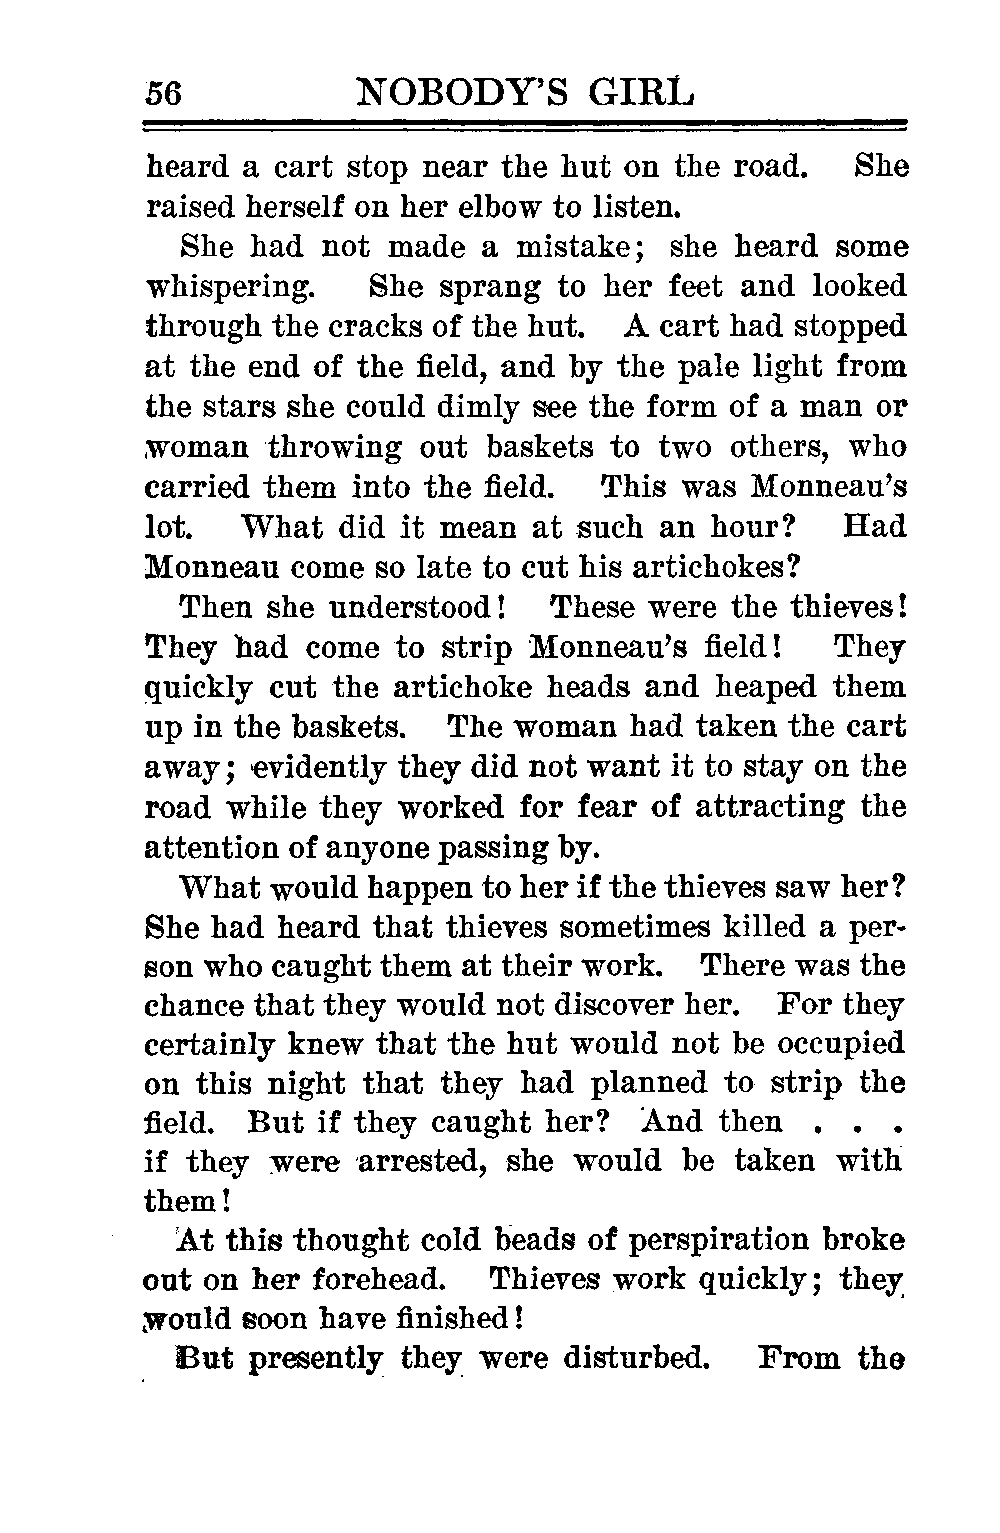 56 NOBODY'S GIRL
heard a cart stop near the hut on the road. She
raised herself on her elbow to listen.
She had not made a mistake; she heard some
whispering. She sprang to her feet and looked
through the cracks of the hut. A cart had stopped
at the end of the field, and by the pale light from
the stars she could dimly see the form of a man or
woman throwing out baskets to two others, who
carried them into the field. This was Monneau's
lot. What did it mean at such an hour? Had
Monneau come so late to cut his artichokes?
Then she understood! These were the thieves!
They had come to strip Monneau's field! They
quickly cut the artichoke heads and heaped them
up in the baskets. The woman had taken the cart
away; evidently they did not want it to stay on the
road while they worked for fear of attracting the
attention of anyone passing by.
What would happen to her if the thieves saw her?
She had heard that thieves sometimes killed a per-
son who caught them at their work. There was the
chance that they would not discover her. For they
certainly knew that the hut would not be occupied
on this night that they had planned to strip the
field. But if they caught her? And then . . .
if they were arrested, she would be taken with
them!
At this thought cold beads of perspiration broke
out on her forehead. Thieves work quickly; they
would soon have finished!
But presently they were disturbed. From the